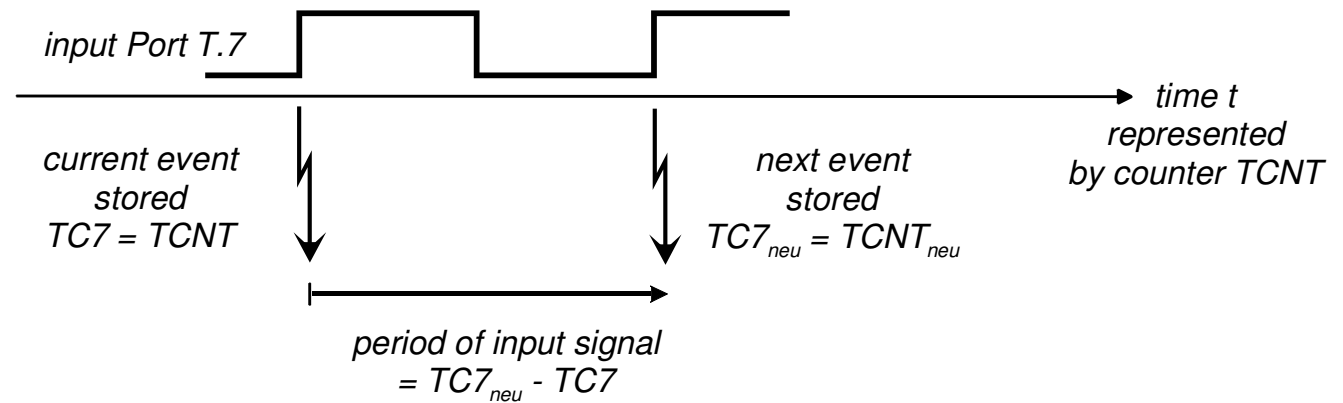 input Port T.7
time t
represented
by counter TCNT
current event
stored
TC7 = TCNT
next event
stored
TC7neu = TCNTneu
period of input signal
= TC7neu - TC7